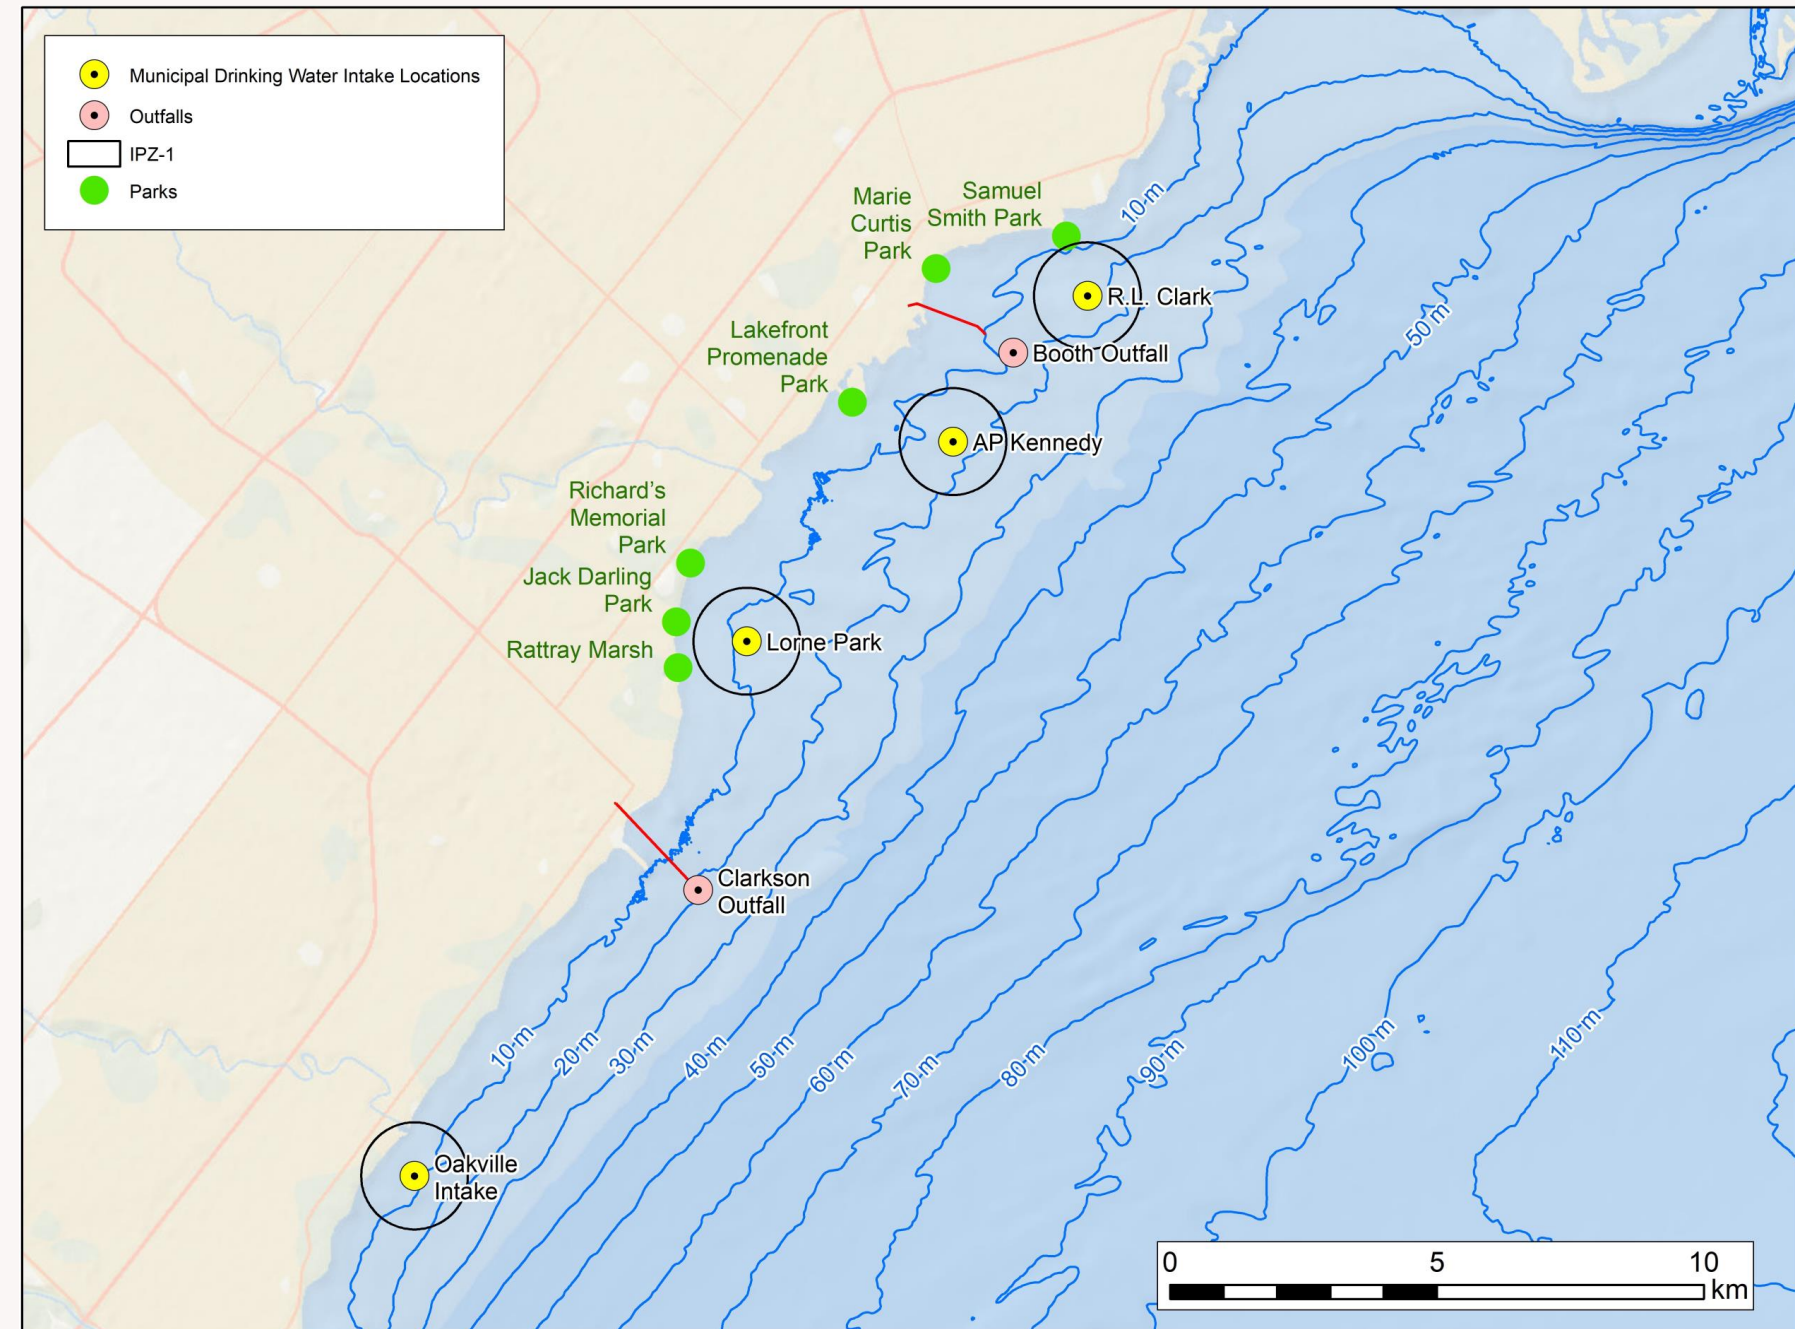 Municipal Drinking Water Intake Locations
Outfalls
IPZ-1
Parks
Samuel
Smith Park
Marie
Curtis
Park
10 m
R.L. Clark
50 m
Booth Outfall
Lakefront
Promenade
Park
AP Kennedy
Richard's
Memorial
Park
Jack Darling
Park
Rattray Marsh
Lorne Park
Clarkson
Outfall
10 m
20 m
30 m
40 m
50 m
60 m
70 m
80 m
90 m
100 m
110 m
Oakville
Intake
0 5 10
km